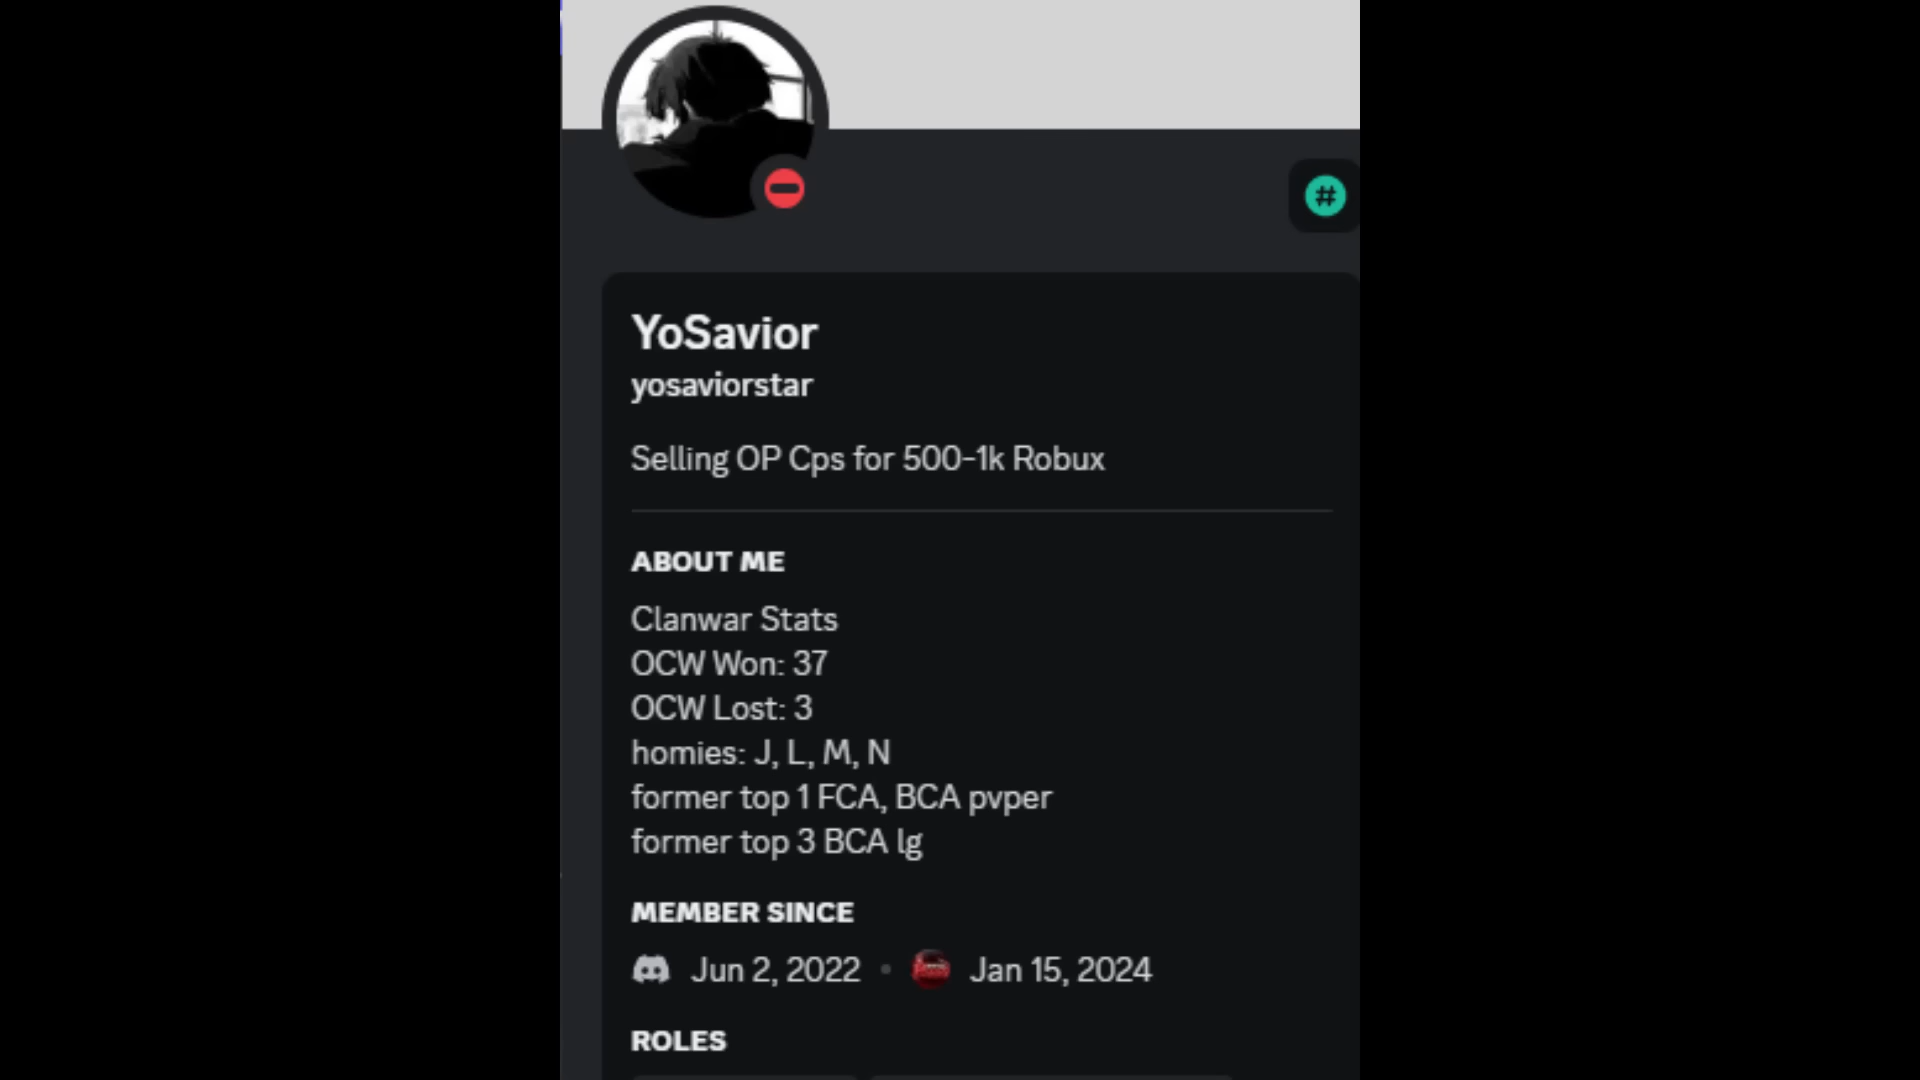 #
YoSavior
yosaviorstar
Selling OP Cps for 500-1k Robux
ABOUT ME
Clanwar Stats
OCW Won: 37
OCW Lost: 3
homies: J, L, M, N
former top 1 FCA, BCA pvper
former top 3 BCA lg
MEMBER SINCE
Jun 2, 2022 • Jan 15, 2024
ROLES